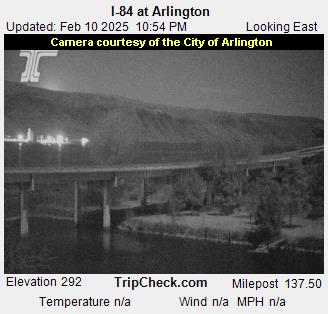 I-84 at Arlington
Updated: Feb 10 2025 10:54 PM Looking East
Camera courtesy of the City of Arlington
Elevation 292 TripCheck.com Milepost 137.50
Temperature n/a Wind n/a MPH n/a